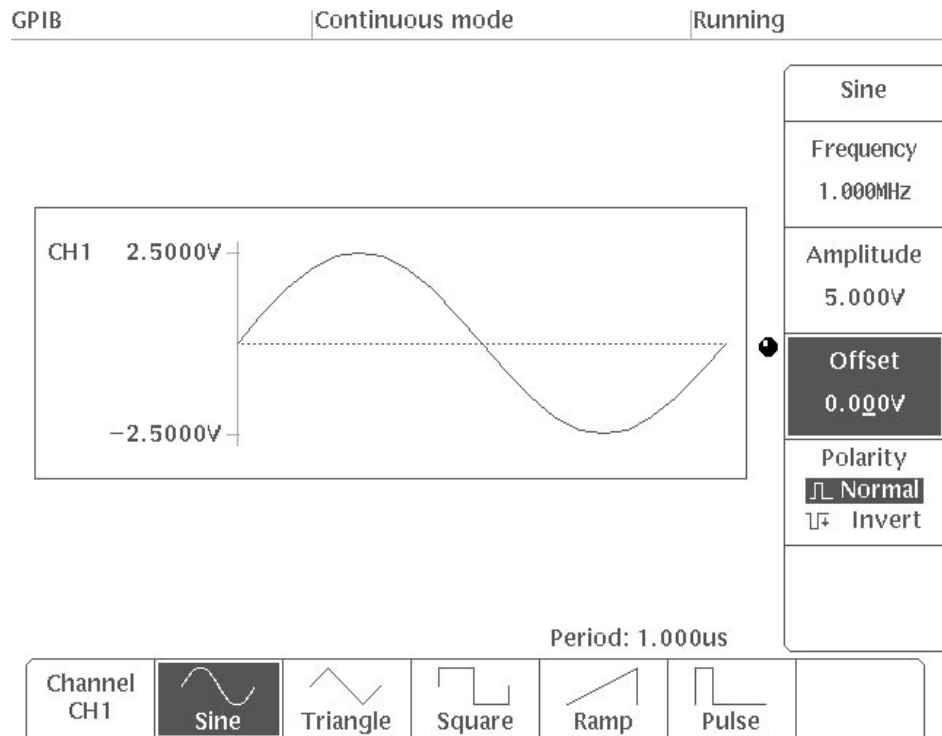 GPIB Continuous mode Running
Sine
Frequency
1.000MHz
CH1 2.5000V
Amplitude
5.000V
Offset
0.000V
-2.5000V
Polarity
Normal
Invert
Period: 1.000us
Channel
CH1
Sine
Triangle
Square
Ramp
Pulse